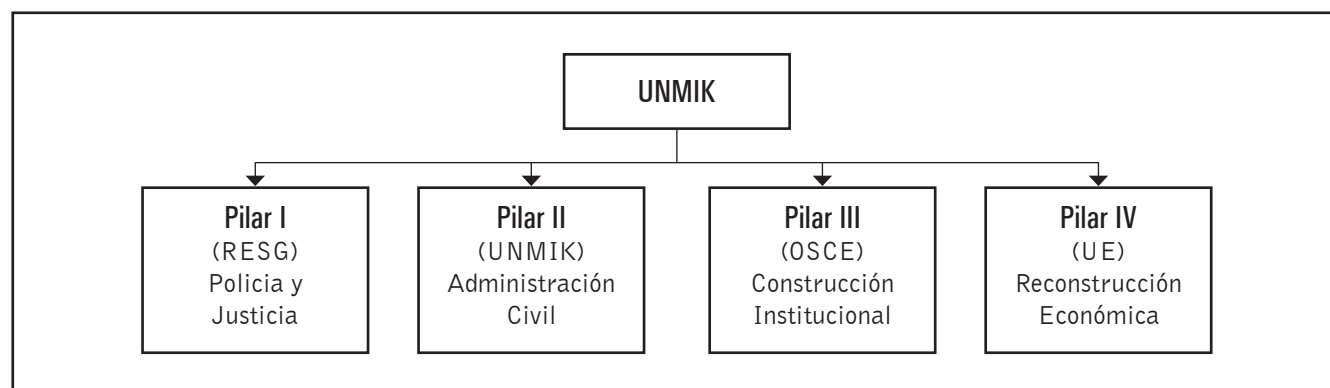 UNMIK
Pilar I
(RESG)
Policia y
Justicia
Pilar II
(UNMIK)
Administración
Civil
Pilar III
(OSCE)
Construcción
Institucional
Pilar IV
(UE)
Reconstrucción
Económica